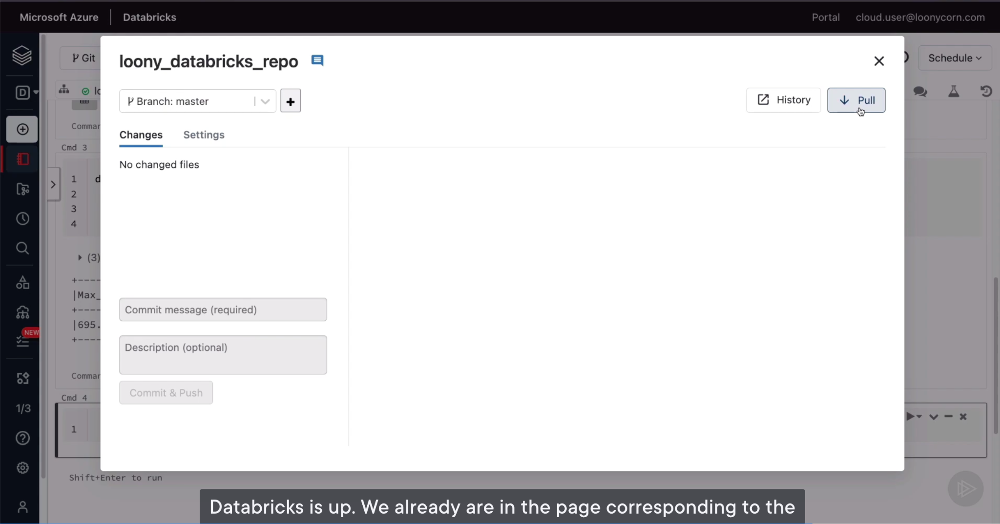 Microsoft Azure
Databricks
Portal
cloud.user@loonycorn.com
Git
loony_databricks_repo
Schedule
D
lo
Branch: master
+
History
Pull
Comman
Changes
Settings
Cmd 3
No changed files
1
d
2
3
4
(3)
+----
|Max_
+----
|695.
+----
Commit message (required)
NEW
Description (optional)
Comman
Commit & Push
Cmd 4
1/3
1
Shift+Enter to run
Databricks is up. We already are in the page corresponding to the